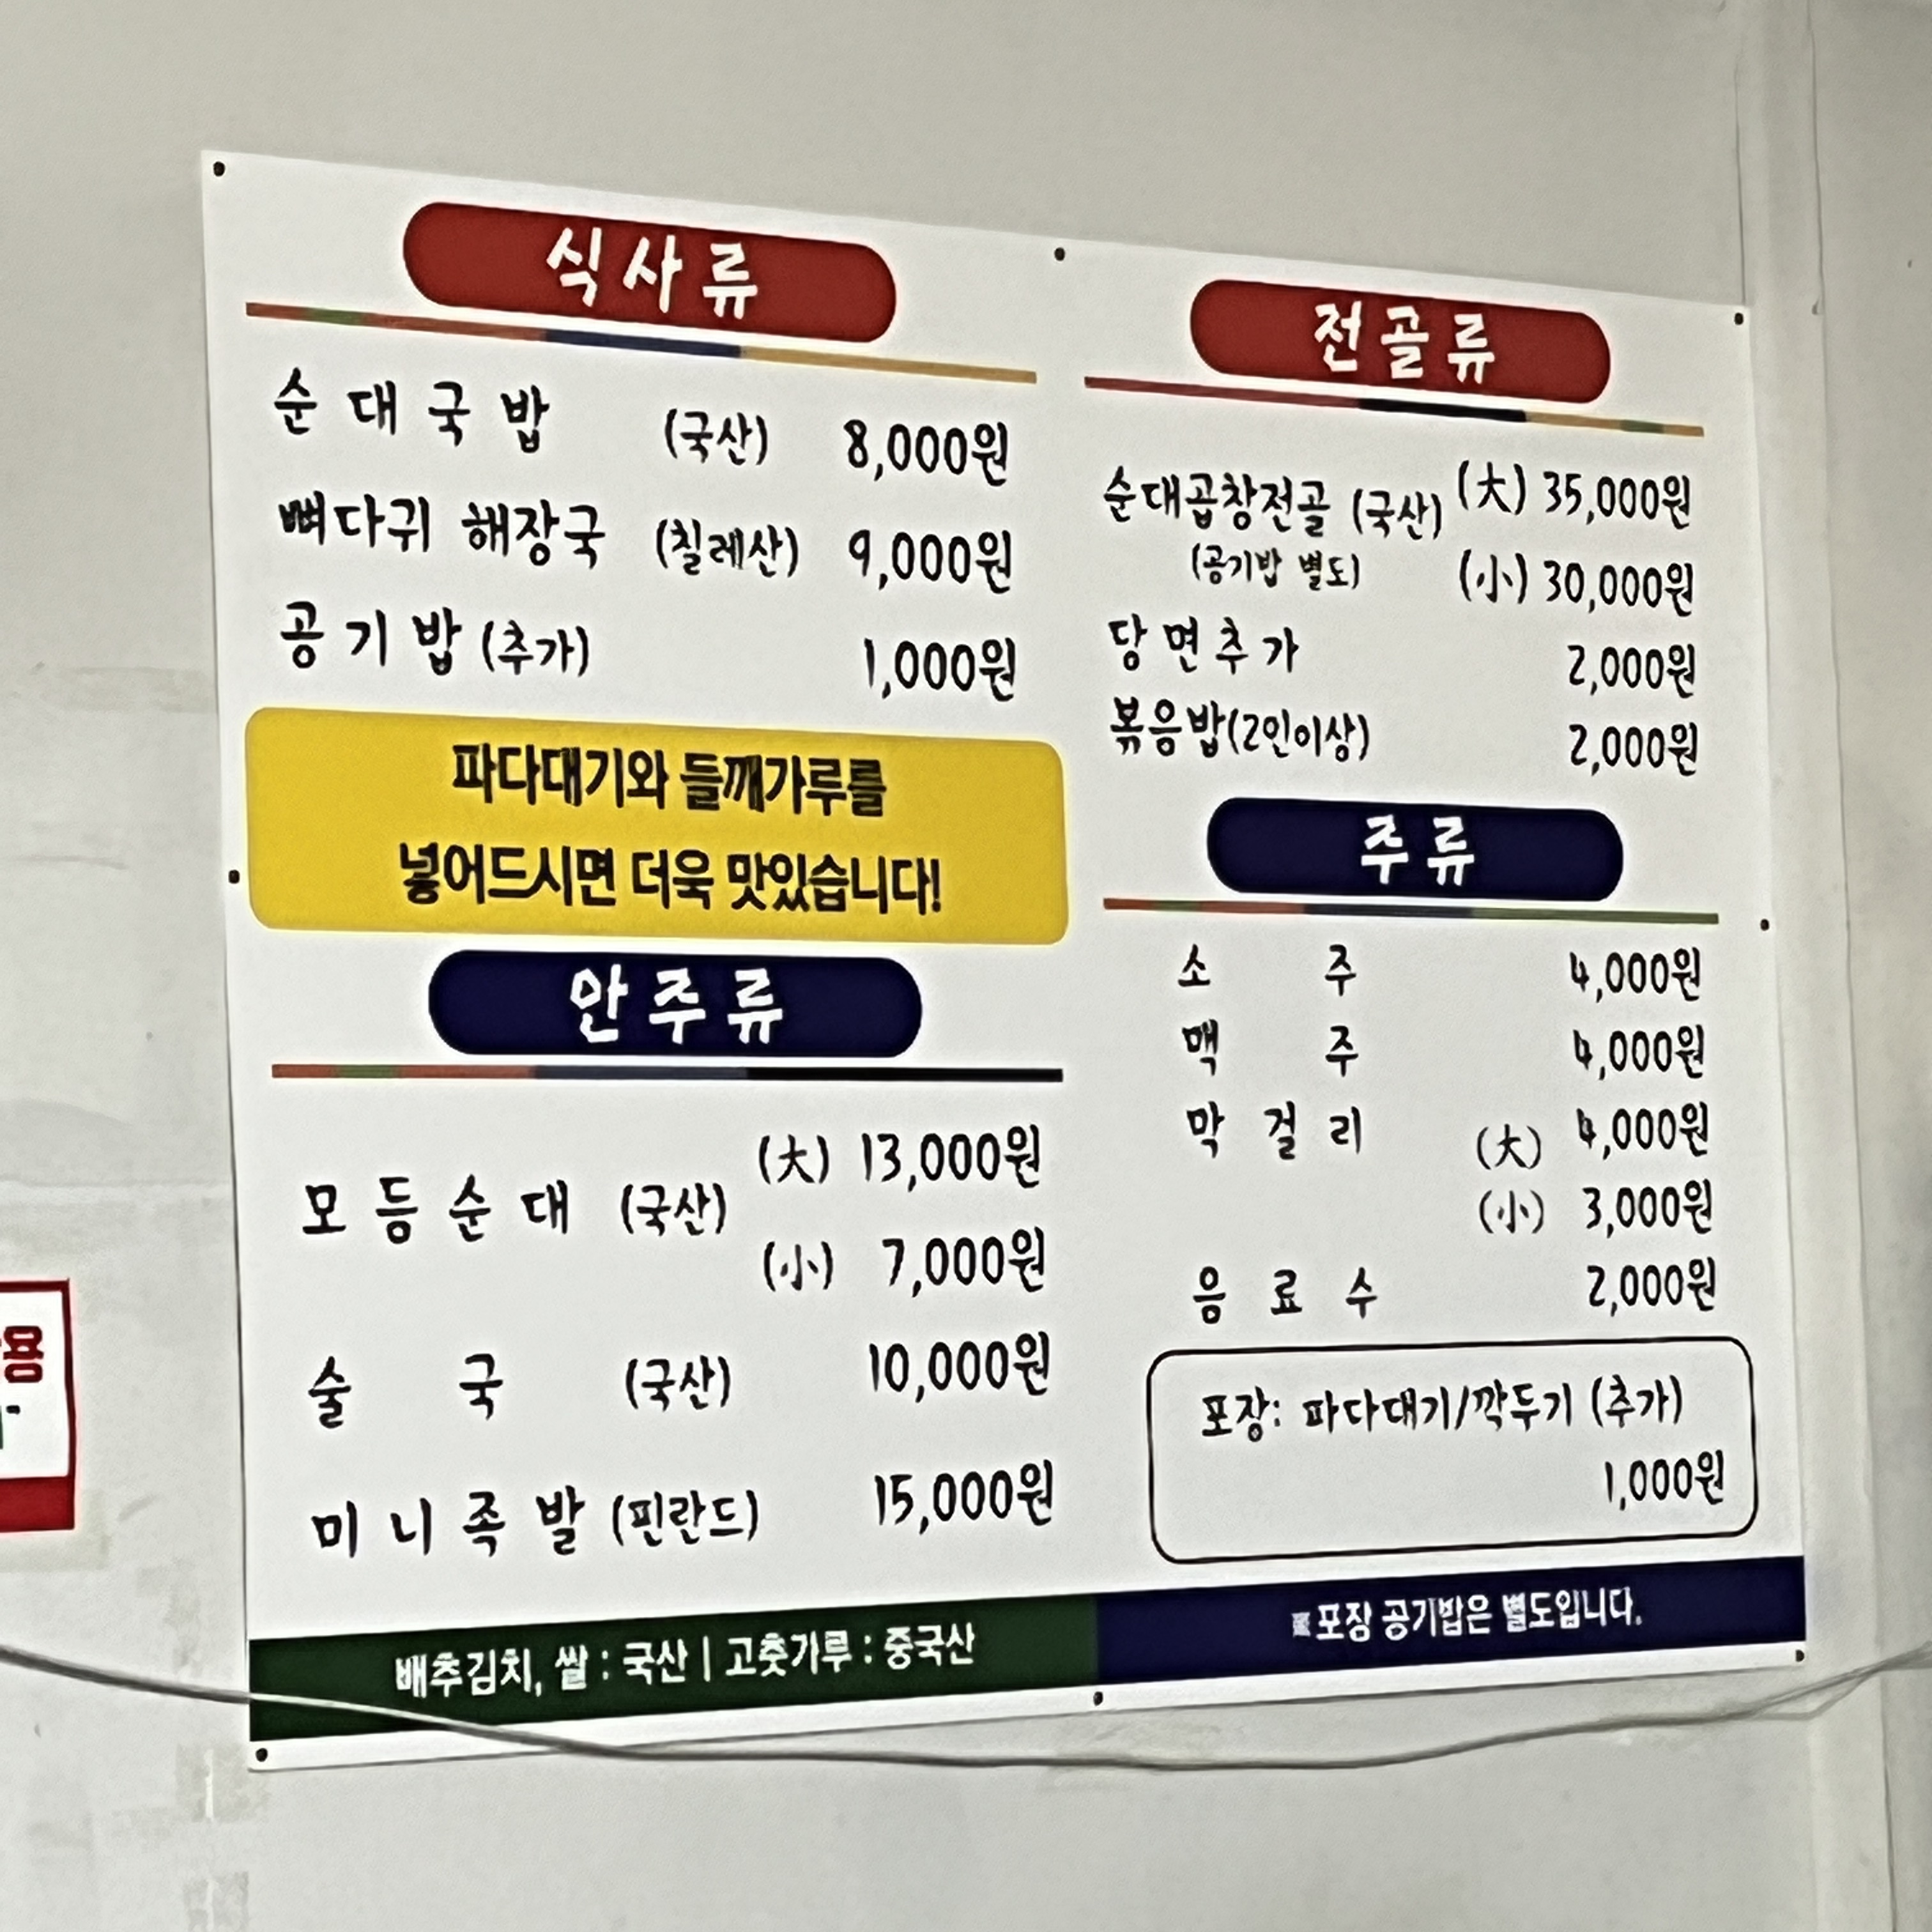 식사류
순대국밥 (국산) 8,000원
뼈다귀 해장국 (칠레산) 9,000원
공기밥 (추가) 1,000원
파다대기와 들깨가루를
넣어드시면 더욱 맛있습니다!
안주류
모듬순대 (국산) (大) 13,000원
(小) 7,000원
술국 (국산) 10,000원
미니족발 (핀란드) 15,000원
배추김치, 쌀 : 국산 | 고춧가루 : 중국산
전골류
순대곱창전골 (국산) (大) 35,000원
(공기밥 별도) (小) 30,000원
당면추가 2,000원
볶음밥(2인이상) 2,000원
주류
소주 4,000원
맥주 4,000원
막걸리 (大) 4,000원
(小) 3,000원
음료수 2,000원
포장: 파다대기/깍두기 (추가)
1,000원
※포장 공기밥은 별도입니다.
용